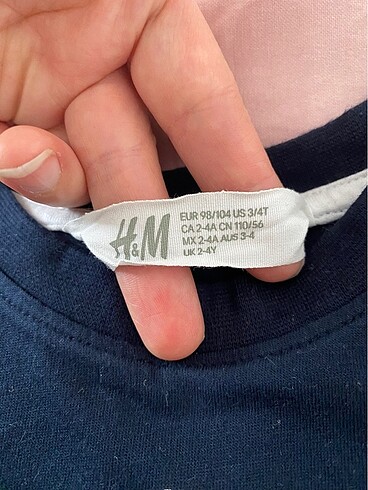 H&M
EUR 98/104 US 3/4T
CA 2-4A CN 110/56
MX 2-4A AUS 3-4
UK 2-4Y